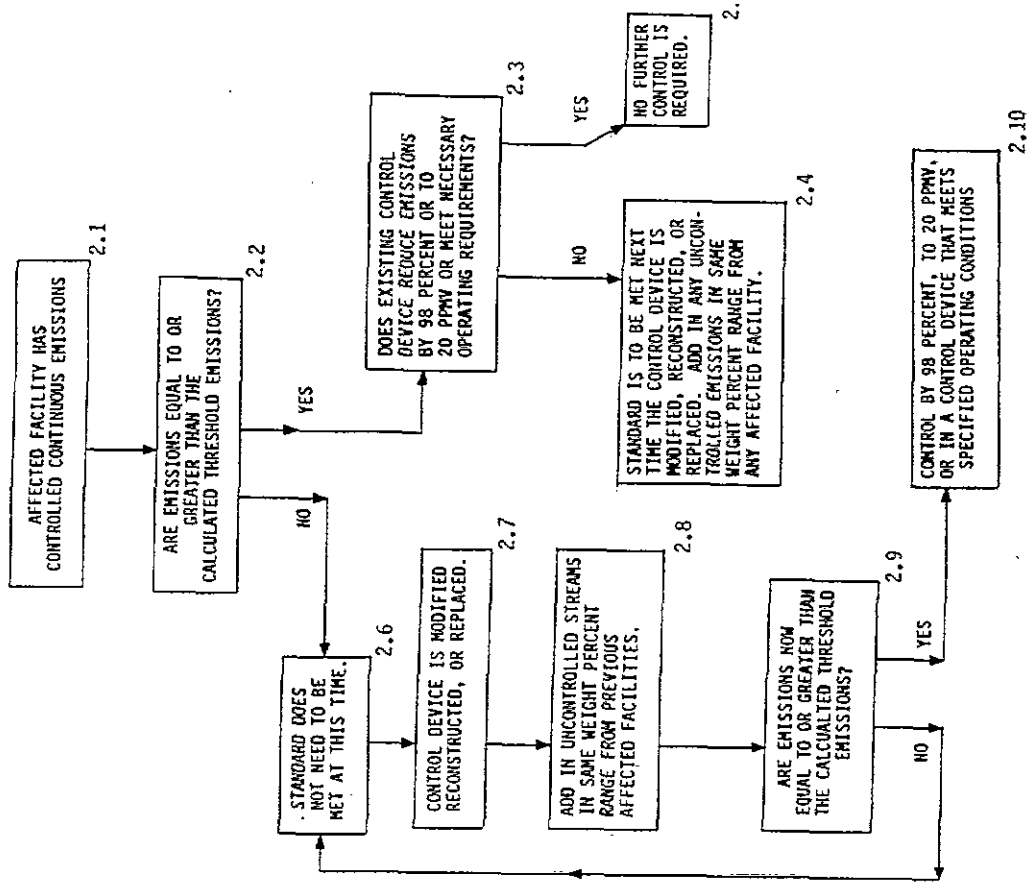 AFFECTED FACILITY HAS
CONTROLLED CONTINUOUS EMISSIONS
2.1
ARE EMISSIONS EQUAL TO OR
GREATER THAN THE
CALCULATED THRESHOLD EMISSIONS?
2.2
NO
YES
DOES EXISTING CONTROL
DEVICE REDUCE EMISSIONS
BY 98 PERCENT OR TO
20 PPMV OR MEET NECESSARY
OPERATING REQUIREMENTS?
2.3
NO
YES
STANDARD IS TO BE MET NEXT
TIME THE CONTROL DEVICE IS
MODIFIED, RECONSTRUCTED, OR
REPLACED. ADD IN ANY UNCON-
TROLLED EMISSIONS IN SAME
WEIGHT PERCENT RANGE FROM
ANY AFFECTED FACILITY.
2.4
NO FURTHER
CONTROL IS
REQUIRED.
2.
. STANDARD DOES
NOT NEED TO BE
MET AT THIS TIME.
2.6
CONTROL DEVICE IS MODIFIED
RECONSTRUCTED, OR REPLACED.
2.7
ADD IN UNCONTROLLED STREAMS
IN SAME WEIGHT PERCENT
RANGE FROM PREVIOUS
AFFECTED FACILITIES.
2.8
ARE EMISSIONS NOW
EQUAL TO OR GREATER THAN
THE CALCUALTED THRESHOLD
EMISSIONS?
2.9
NO
YES
CONTROL BY 98 PERCENT, TO 20 PPMV,
OR IN A CONTROL DEVICE THAT MEETS
SPECIFIED OPERATING CONDITIONS
2.10